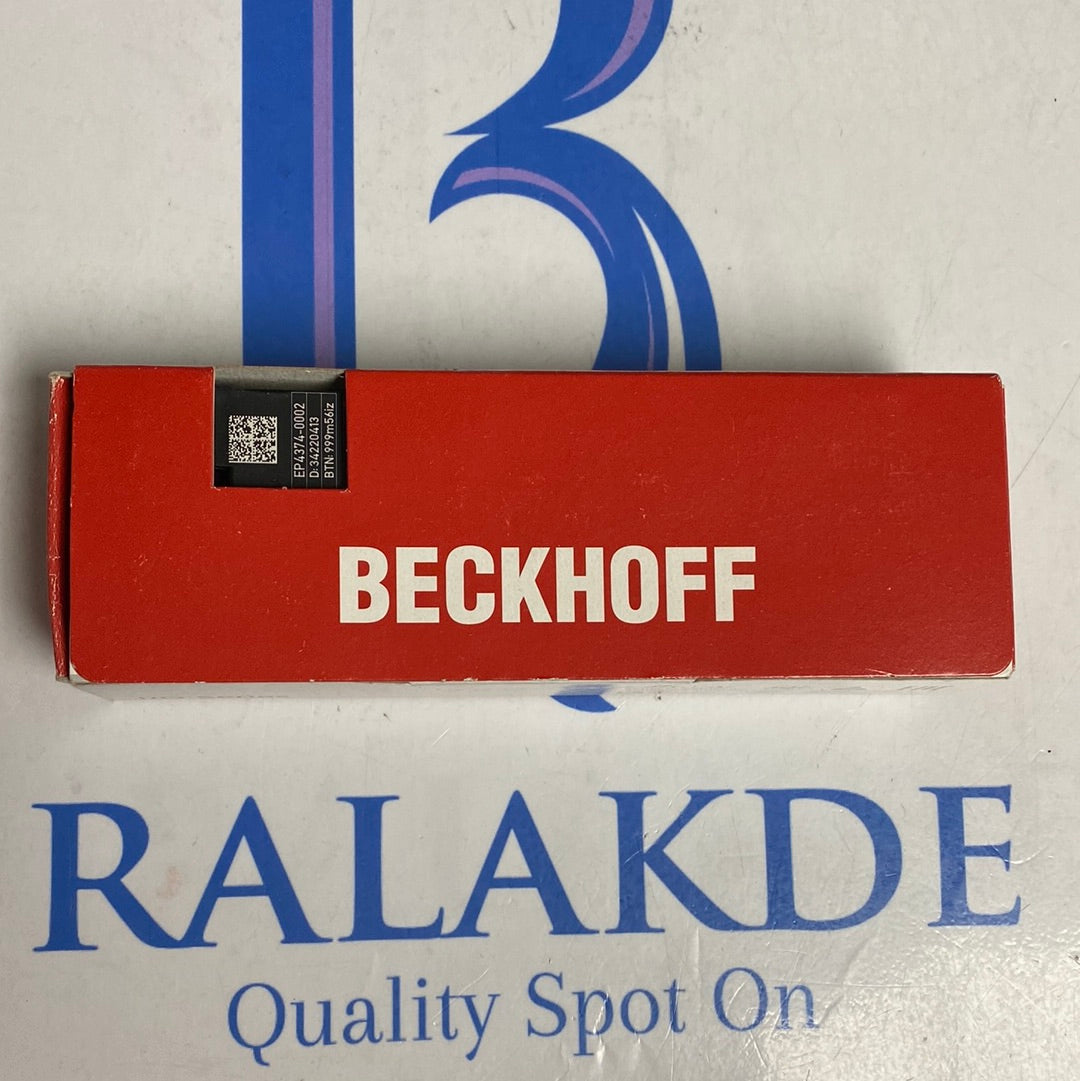 EP4374-0002
D:34220413
BTN: 999m56iz
BECKHOFF
RALAKDE
Quality Spot On